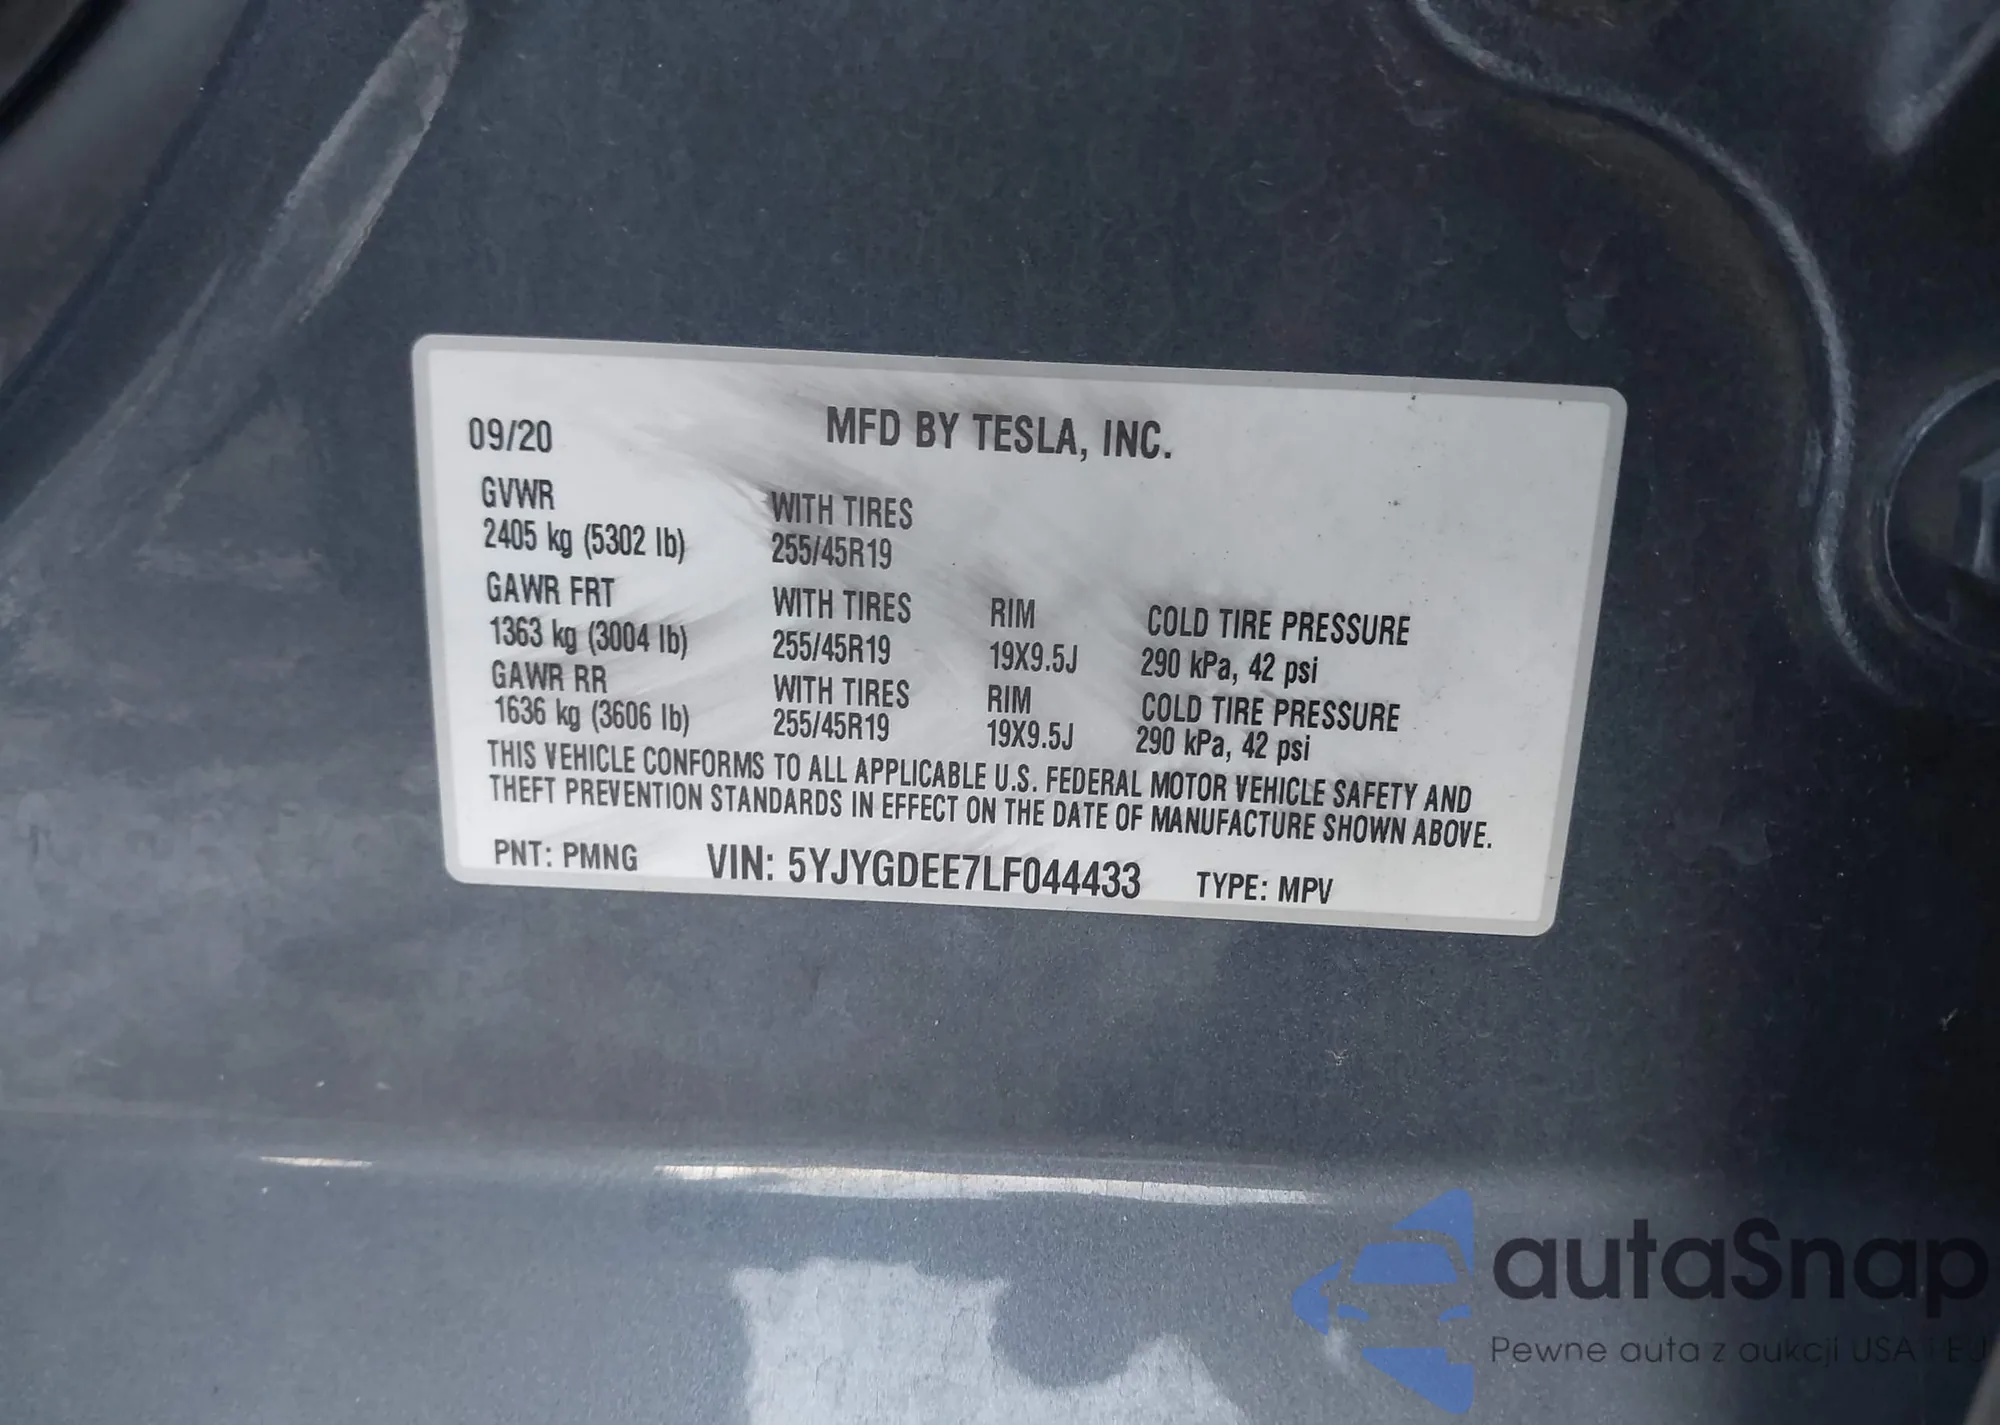 09/20 MFD BY TESLA, INC.
GVWR WITH TIRES
2405 kg (5302 lb) 255/45R19
GAWR FRT WITH TIRES RIM COLD TIRE PRESSURE
1363 kg (3004 lb) 255/45R19 19X9.5J 290 kPa, 42 psi
GAWR RR WITH TIRES RIM COLD TIRE PRESSURE
1636 kg (3606 lb) 255/45R19 19X9.5J 290 kPa, 42 psi
THIS VEHICLE CONFORMS TO ALL APPLICABLE U.S. FEDERAL MOTOR VEHICLE SAFETY AND
THEFT PREVENTION STANDARDS IN EFFECT ON THE DATE OF MANUFACTURE SHOWN ABOVE.
PNT: PMNG VIN: 5YJYGDEE7LF044433 TYPE: MPV
autaSnap
Pewne auta z aukcji USA i EU